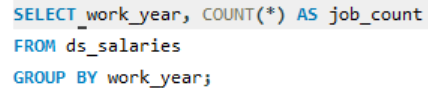 SELECT work_year, COUNT(*) AS job_count
FROM ds_salaries
GROUP BY work_year;